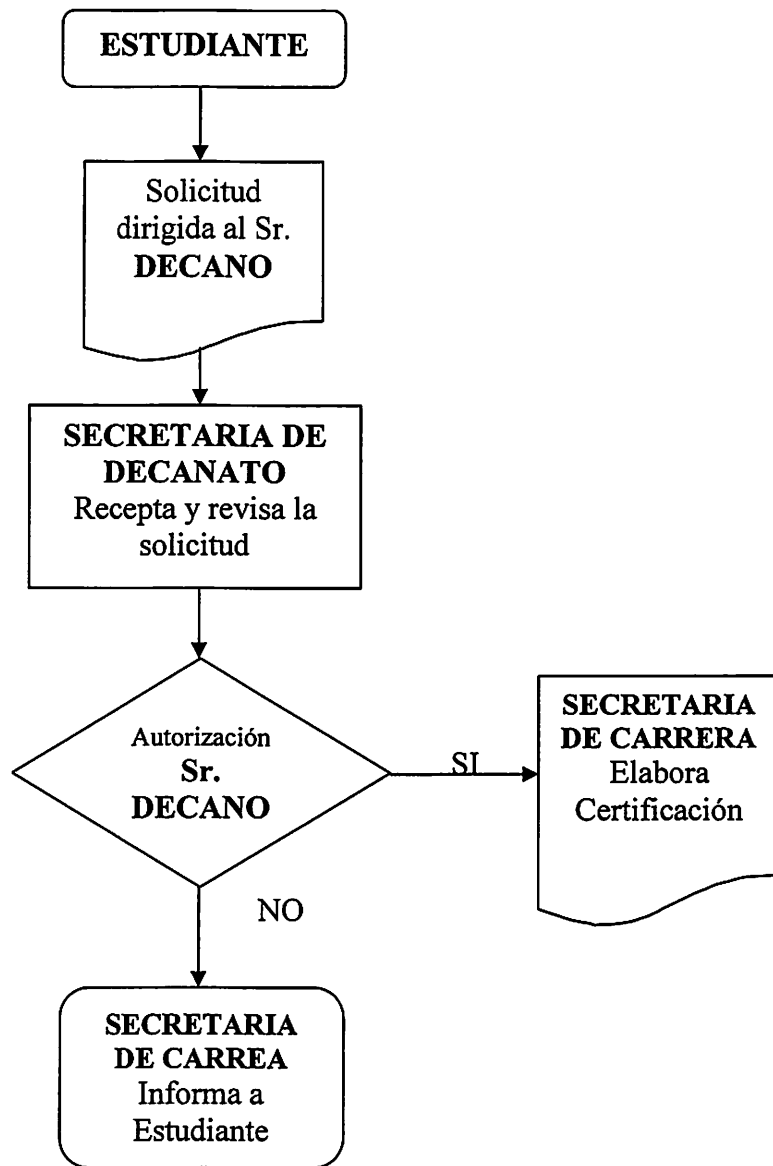 ESTUDIANTE
Solicitud
dirigida al Sr.
DECANO
SECRETARIA DE
DECANATO
Recepta y revisa la
solicitud
Autorización
Sr.
DECANO
SI
SECRETARIA
DE CARRERA
Elabora
Certificación
NO
SECRETARIA
DE CARREA
Informa a
Estudiante